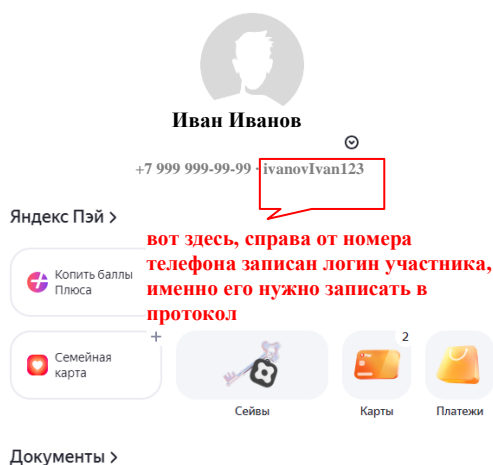 Иван Иванов
+7 999 999-99-99 · ivanovIvan123
Яндекс Пэй >
вот здесь, справа от номера
телефона записан логин участника,
именно его нужно записать в
протокол
Копить баллы
Плюса
Семейная
карта
+
Сейвы
2
Карты
Платежи
Документы >